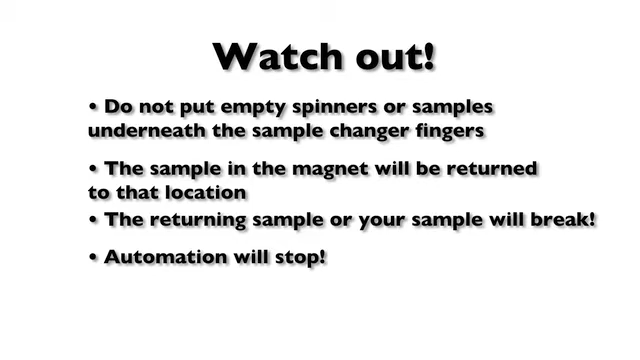 Watch out!
• Do not put empty spinners or samples
underneath the sample changer fingers
• The sample in the magnet will be returned
to that location
• The returning sample or your sample will break!
• Automation will stop!